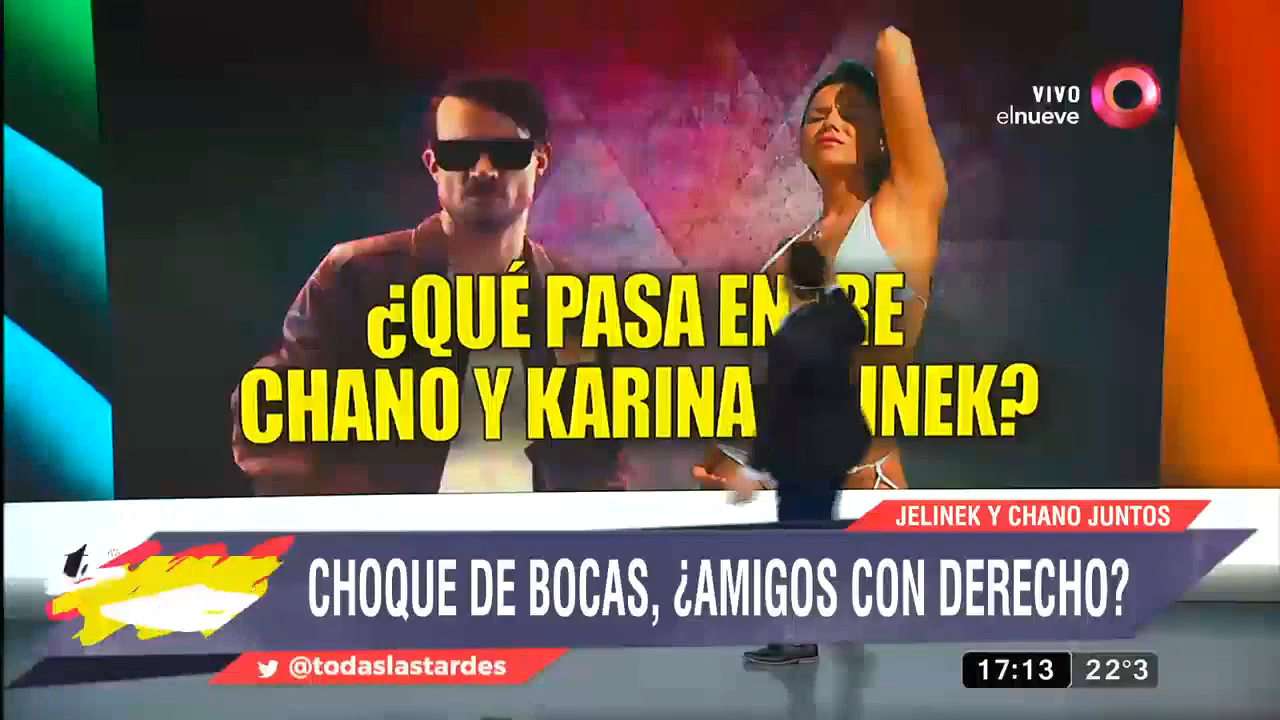 VIVO
elnueve
¿QUÉ PASA EN RE
CHANO Y KARINA INEK?
JELINEK Y CHANO JUNTOS
CHOQUE DE BOCAS, ¿AMIGOS CON DERECHO?
@todaslastardes
17:13 22°3